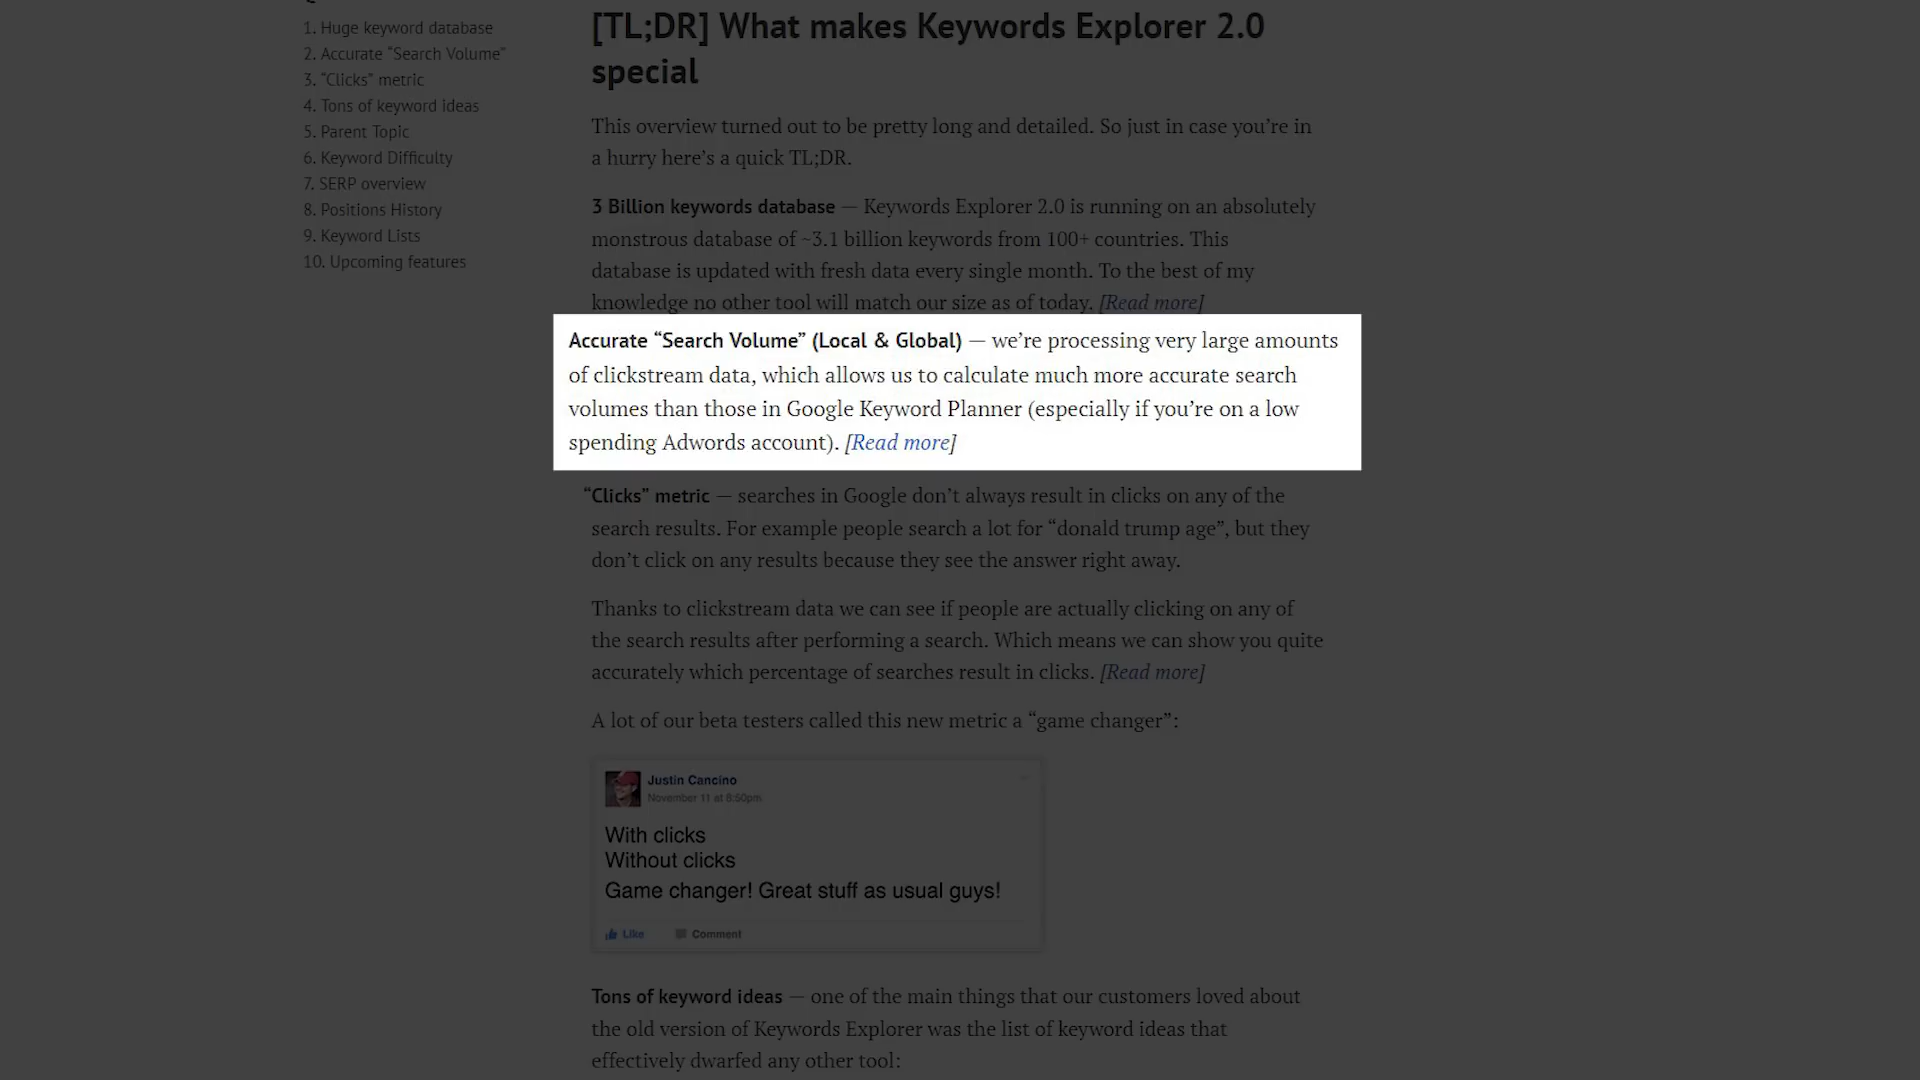 1. Huge keyword database
2. Accurate “Search Volume”
3. “Clicks” metric
4. Tons of keyword ideas
5. Parent Topic
6. Keyword Difficulty
7. SERP overview
8. Positions History
9. Keyword Lists
10. Upcoming features
[TL;DR] What makes Keywords Explorer 2.0
special
This overview turned out to be pretty long and detailed. So just in case you’re in
a hurry here’s a quick TL;DR.
3 Billion keywords database — Keywords Explorer 2.0 is running on an absolutely
monstrous database of ~3.1 billion keywords from 100+ countries. This
database is updated with fresh data every single month. To the best of my
knowledge no other tool will match our size as of today. [Read more]
Accurate “Search Volume” (Local & Global) — we’re processing very large amounts
of clickstream data, which allows us to calculate much more accurate search
volumes than those in Google Keyword Planner (especially if you’re on a low
spending Adwords account). [Read more]
“Clicks” metric — searches in Google don’t always result in clicks on any of the
search results. For example people search a lot for “donald trump age”, but they
don’t click on any results because they see the answer right away.
Thanks to clickstream data we can see if people are actually clicking on any of
the search results after performing a search. Which means we can show you quite
accurately which percentage of searches result in clicks. [Read more]
A lot of our beta testers called this new metric a “game changer”:
Justin Cancino
November 11 at 8:50pm
With clicks
Without clicks
Game changer! Great stuff as usual guys!
Like Comment
Tons of keyword ideas — one of the main things that our customers loved about
the old version of Keywords Explorer was the list of keyword ideas that
effectively dwarfed any other tool: